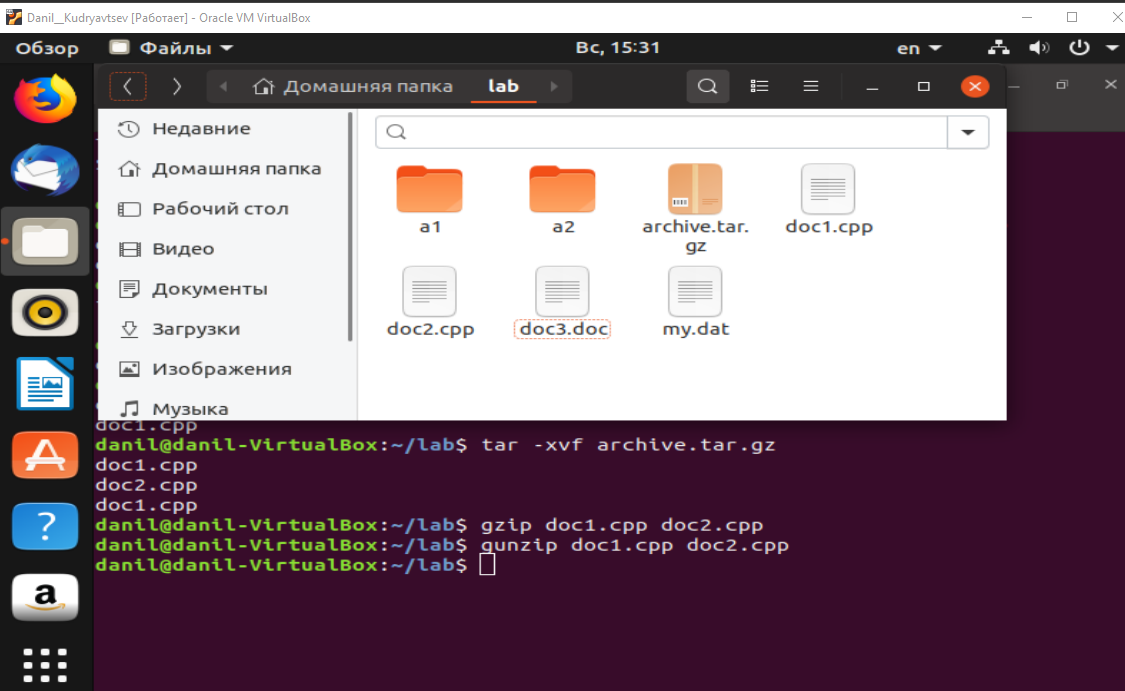 Danil__Kudryavtsev [Работает] - Oracle VM VirtualBox
Обзор Файлы Вс, 15:31 en
Домашняя папка lab
Недавние
Домашняя папка
Рабочий стол
Видео
Документы
Загрузки
Изображения
Музыка
a1 a2 archive.tar. doc1.cpp
gz
doc2.cpp doc3.doc my.dat
doc1.cpp
danil@danil-VirtualBox:~/lab$ tar -xvf archive.tar.gz
doc1.cpp
doc2.cpp
doc1.cpp
danil@danil-VirtualBox:~/lab$ gzip doc1.cpp doc2.cpp
danil@danil-VirtualBox:~/lab$ gunzip doc1.cpp doc2.cpp
danil@danil-VirtualBox:~/lab$